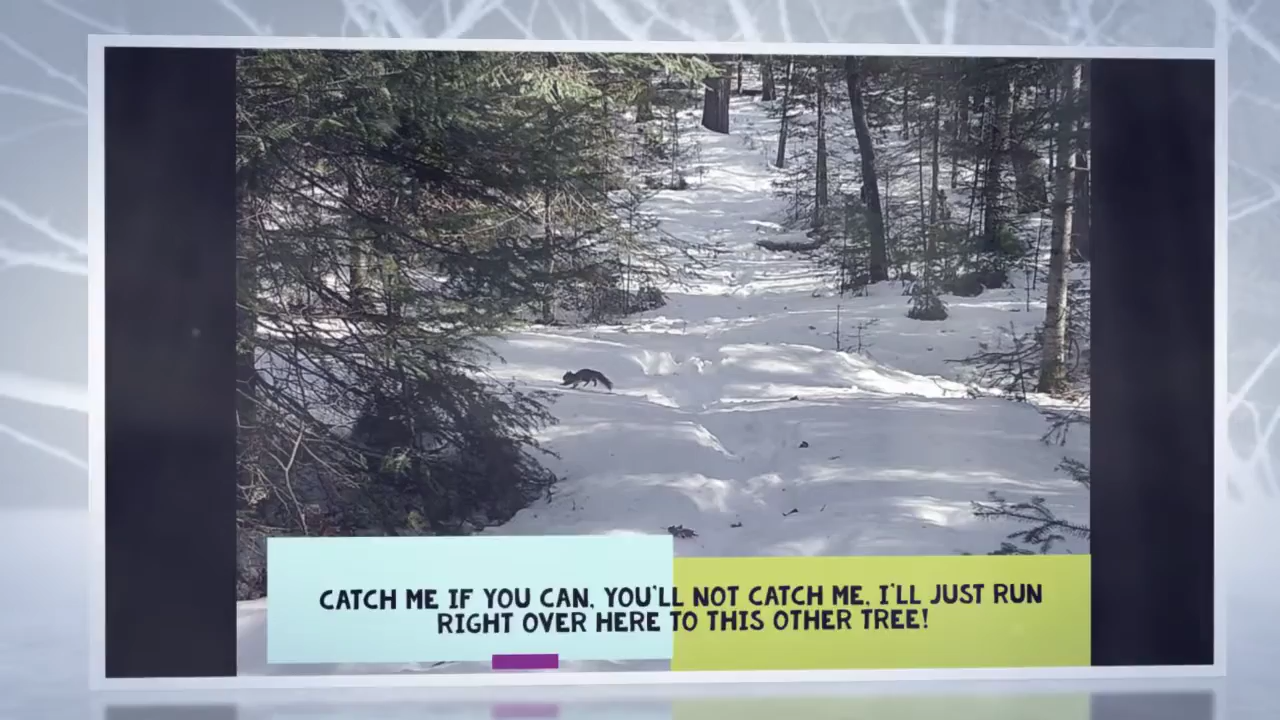 CATCH ME IF YOU CAN, YOU'LL NOT CATCH ME, I'LL JUST RUN
RIGHT OVER HERE TO THIS OTHER TREE!